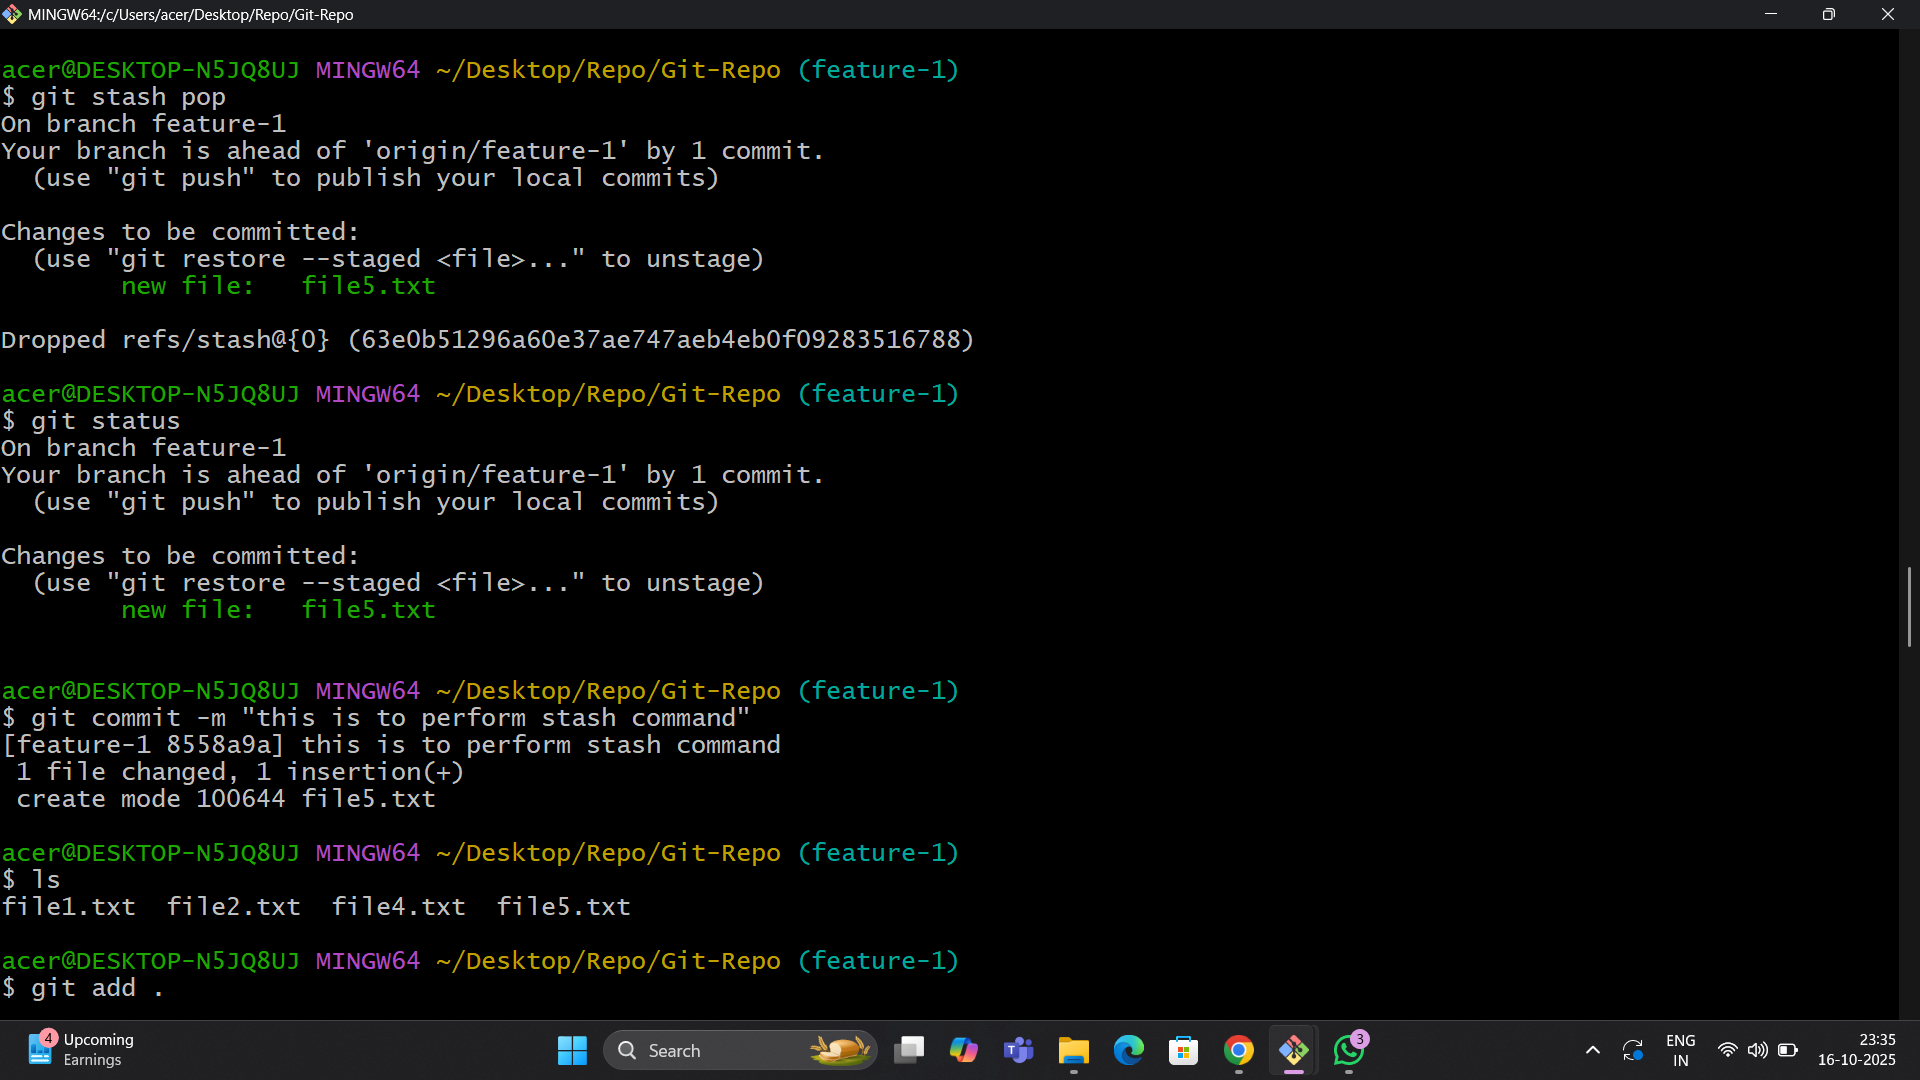 MINGW64:/c/Users/acer/Desktop/Repo/Git-Repo
acer@DESKTOP-N5JQ8UJ MINGW64 ~/Desktop/Repo/Git-Repo (feature-1)
$ git stash pop
On branch feature-1
Your branch is ahead of 'origin/feature-1' by 1 commit.
  (use "git push" to publish your local commits)
Changes to be committed:
  (use "git restore --staged <file>..." to unstage)
        new file:   file5.txt
Dropped refs/stash@{0} (63e0b51296a60e37ae747aeb4eb0f09283516788)
acer@DESKTOP-N5JQ8UJ MINGW64 ~/Desktop/Repo/Git-Repo (feature-1)
$ git status
On branch feature-1
Your branch is ahead of 'origin/feature-1' by 1 commit.
  (use "git push" to publish your local commits)
Changes to be committed:
  (use "git restore --staged <file>..." to unstage)
        new file:   file5.txt
acer@DESKTOP-N5JQ8UJ MINGW64 ~/Desktop/Repo/Git-Repo (feature-1)
$ git commit -m "this is to perform stash command"
[feature-1 8558a9a] this is to perform stash command
 1 file changed, 1 insertion(+)
 create mode 100644 file5.txt
acer@DESKTOP-N5JQ8UJ MINGW64 ~/Desktop/Repo/Git-Repo (feature-1)
$ ls
file1.txt  file2.txt  file4.txt  file5.txt
acer@DESKTOP-N5JQ8UJ MINGW64 ~/Desktop/Repo/Git-Repo (feature-1)
$ git add .
4
Upcoming
Earnings
Search
3
ENG
IN
23:35
16-10-2025